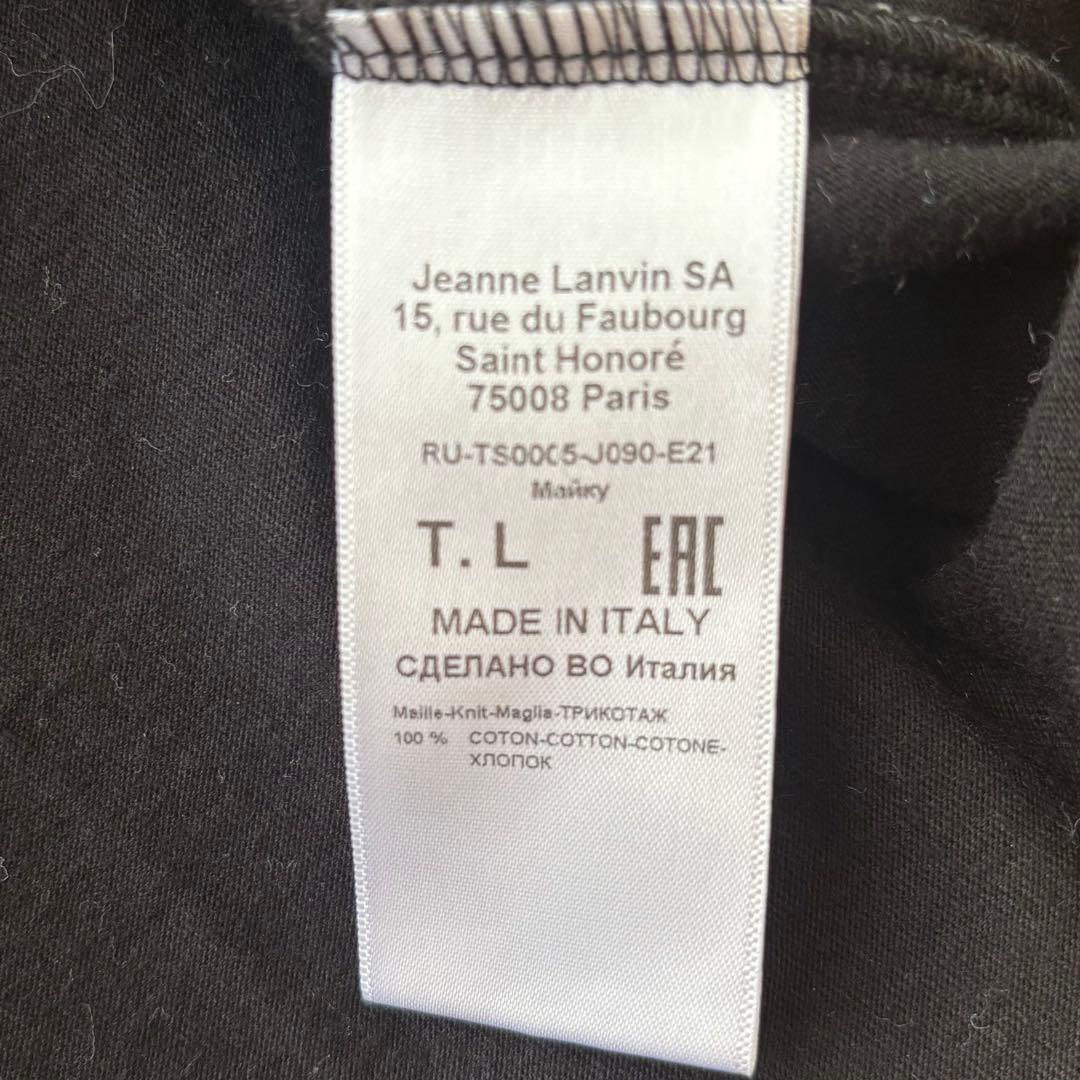 Jeanne Lanvin SA
15, rue du Faubourg
Saint Honoré
75008 Paris
RU-TS0005-J090-E21
Майку
T. L EAC
MADE IN ITALY
СДЕЛАНО ВО Италия
Maille-Knit-Maglia-ТРИКОТАЖ
100 % COTON-COTTON-COTONE-
ХЛОПОК